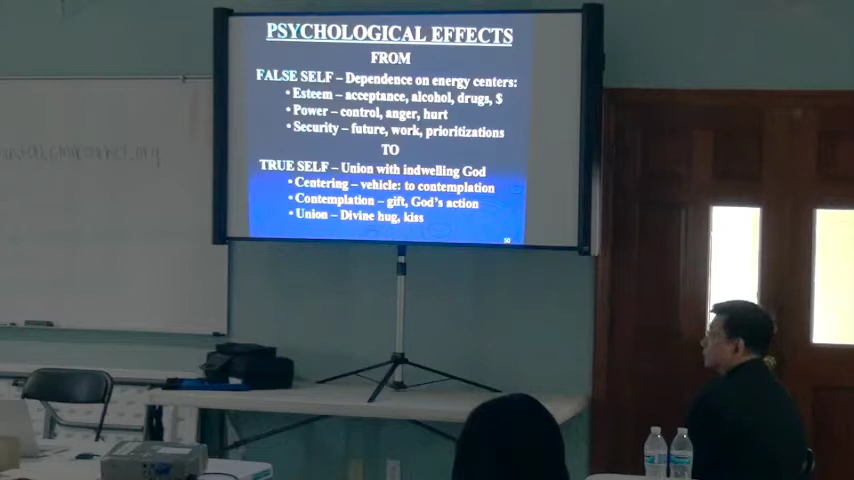 PSYCHOLOGICAL EFFECTS
FROM
FALSE SELF – Dependence on energy centers:
• Esteem – acceptance, alcohol, drugs, $
• Power – control, anger, hurt
• Security – future, work, prioritizations
TO
TRUE SELF – Union with indwelling God
• Centering – vehicle: to contemplation
• Contemplation – gift, God's action
• Union – Divine hug, kiss
50